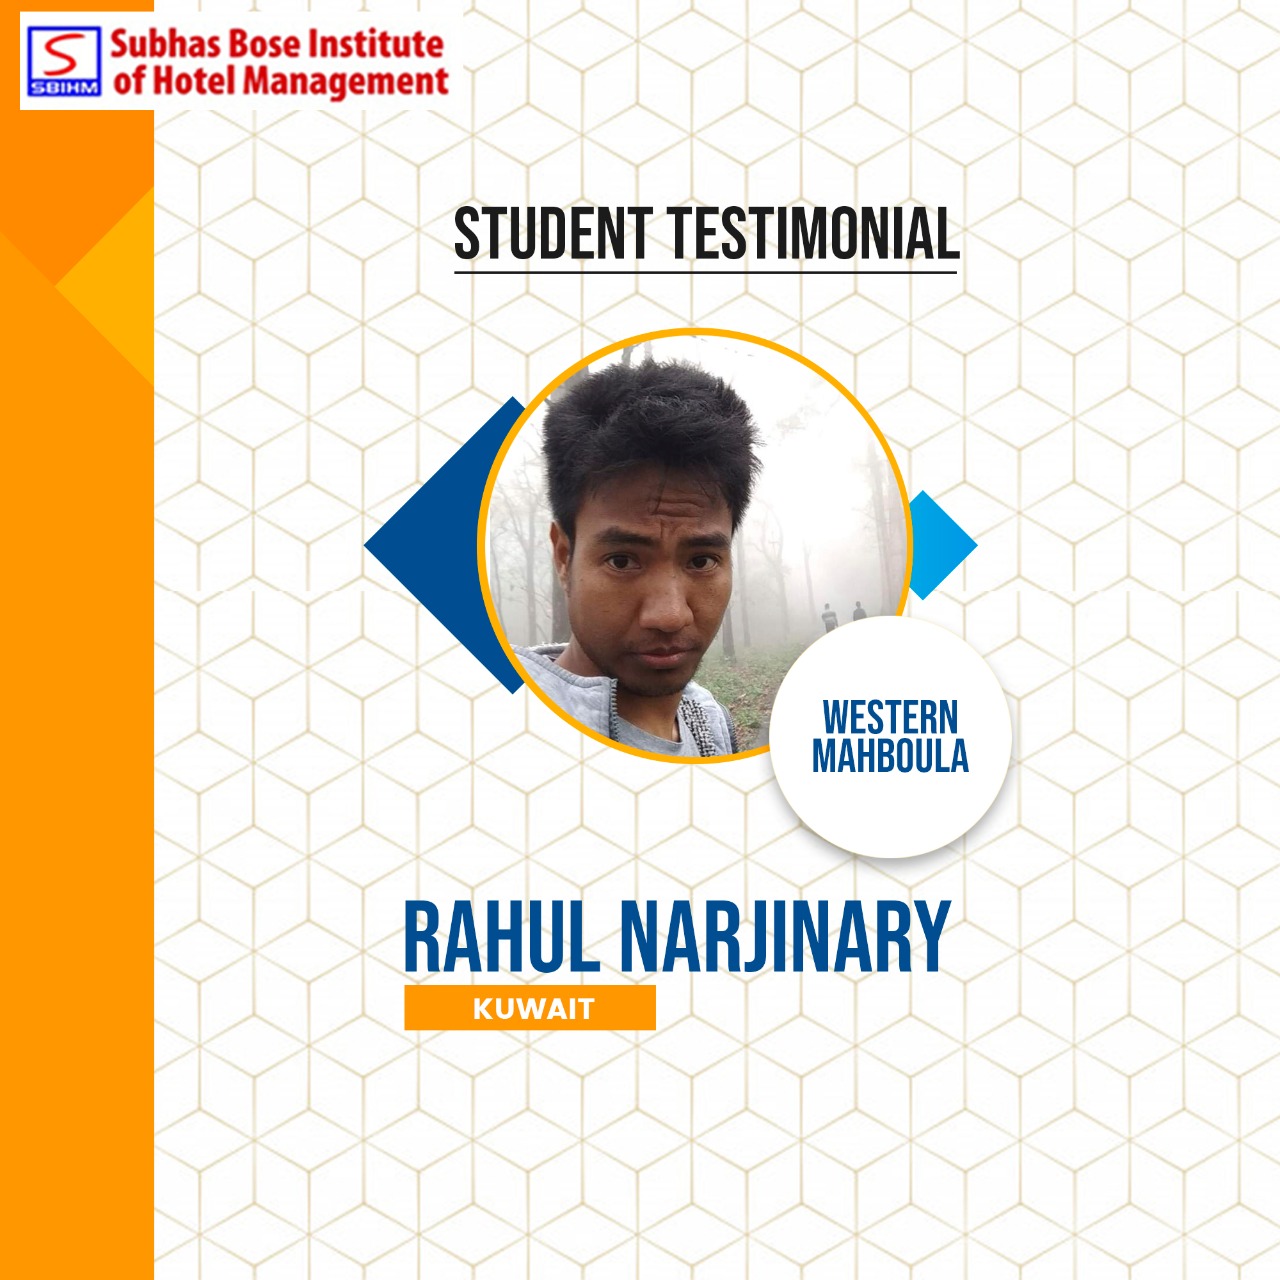 SBIHM
Subhas Bose Institute
of Hotel Management
STUDENT TESTIMONIAL
WESTERN
MAHBOULA
RAHUL NARJINARY
KUWAIT